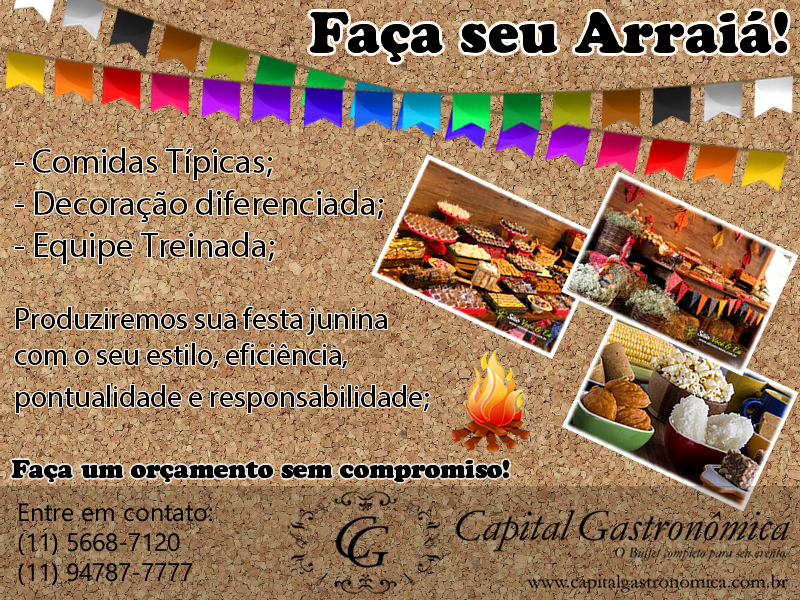 Faça seu Arraiá!
- Comidas Típicas;
- Decoração diferenciada;
- Equipe Treinada;
Produziremos sua festa junina
com o seu estilo, eficiência,
pontualidade e responsabilidade;
Faça um orçamento sem compromiso!
Entre em contato:
(11) 5668-7120
(11) 94787-7777
CG
Capital Gastronômica
O Buffet completo para seu evento.
www.capitalgastronomica.com.br